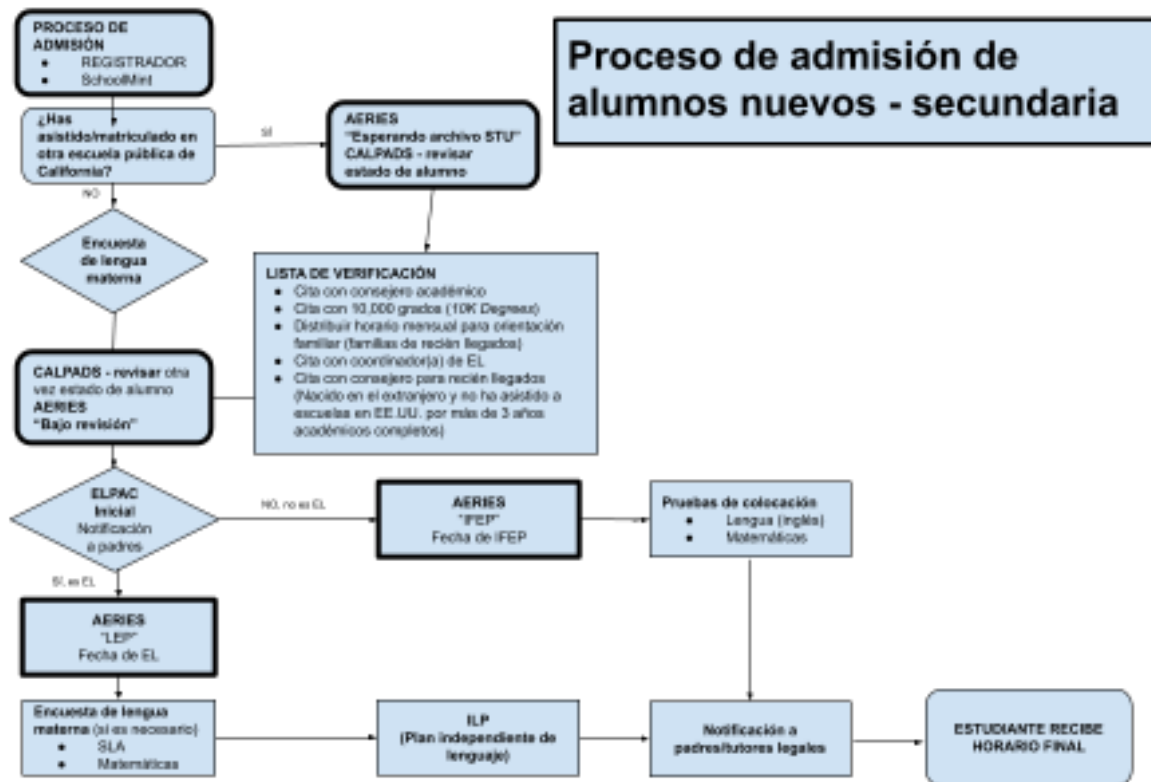 Proceso de admisión de
alumnos nuevos - secundaria
PROCESO DE
ADMISIÓN
● REGISTRADOR
● SchoolMint
¿Has
asistido/matriculado en
otra escuela pública de
California?
SÍ
AERIES
"Esperando archivo STU"
CALPADS - revisar
estado de alumno
NO
Encuesta
de lengua
materna
LISTA DE VERIFICACIÓN
● Cita con consejero académico
● Cita con 10,000 grados (10K Degrees)
● Distribuir horario mensual para orientación
familiar (familias de recién llegados)
● Cita con coordinador(a) de EL
● Cita con consejero para recién llegados
(Nacido en el extranjero y no ha asistido a
escuelas en EE.UU. por más de 3 años
académicos completos)
CALPADS - revisar otra
vez estado de alumno
AERIES
"Bajo revisión"
ELPAC
Inicial
Notificación
a padres
NO, no es EL
AERIES
"IFEP"
Fecha de IFEP
Pruebas de colocación
● Lengua (inglés)
● Matemáticas
SÍ, es EL
AERIES
"LEP"
Fecha de EL
Encuesta de lengua
materna (si es necesario)
● SLA
● Matemáticas
ILP
(Plan independiente de
lenguaje)
Notificación a
padres/tutores legales
ESTUDIANTE RECIBE
HORARIO FINAL